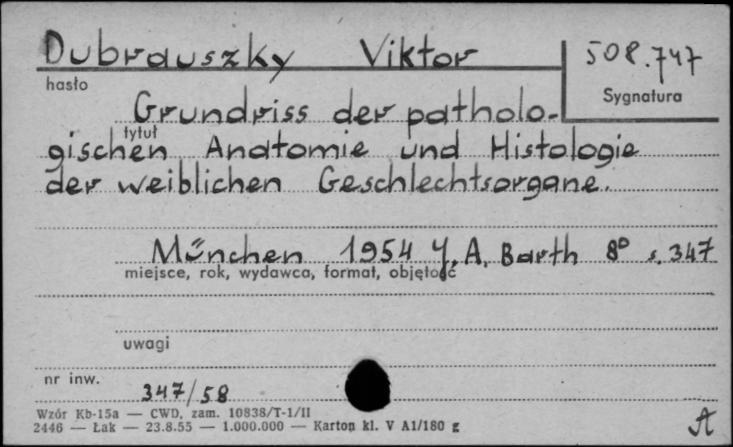 Dubrauszky Viktor
508.747
hasło
Sygnatura
Grundriss der patholo-
tytuł
gischen Anatomie und Histologie
der weiblichen Geschlechtsorgane.
München 1954 J. A. Barth 8° s. 347
miejsce, rok, wydawca, format, objętość
uwagi
nr inw.
347/58
Wzór Kb-15a — CWD, zam. 10838/T-1/II
2446 — Łak — 23.8.55 — 1.000.000 — Karton kl. V A1/180 g
A